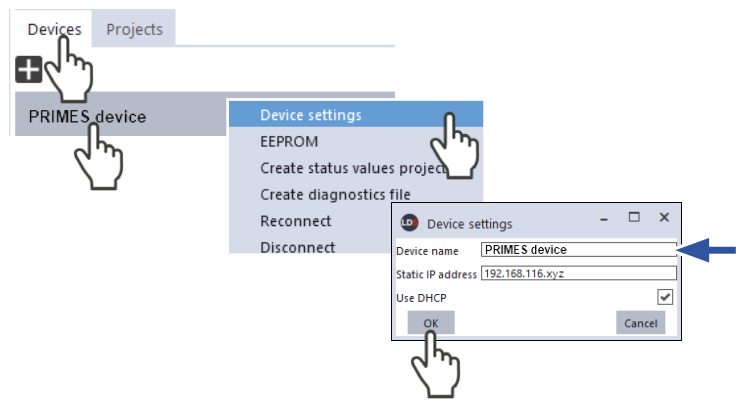 Devices Projects
PRIMES device
Device settings
EEPROM
Create status values project
Create diagnostics file
Reconnect
Disconnect
LDS Device settings
Device name PRIMES device
Static IP address 192.168.116.xyz
Use DHCP
OK Cancel